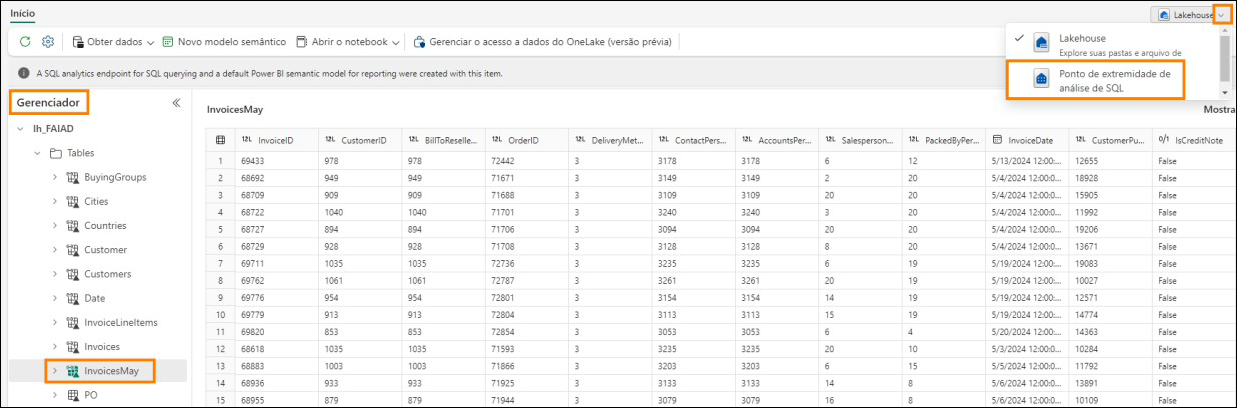 Início
Lakehouse
Obter dados
Novo modelo semântico
Abrir o notebook
Gerenciar o acesso a dados do OneLake (versão prévia)
Lakehouse
Explore suas pastas e arquivo de
Ponto de extremidade de
análise de SQL
A SQL analytics endpoint for SQL querying and a default Power BI semantic model for reporting were created with this item.
Gerenciador
InvoicesMay
Mostra
lh_FAIAD
Tables
BuyingGroups
Cities
Countries
Customer
Customers
Date
InvoiceLineItems
Invoices
InvoicesMay
PO
12L InvoiceID 12L CustomerID 12L BillToReselle... 12L OrderID 12L DeliveryMet... 12L ContactPers... 12L AccountsPer... 12L Salesperson... 12L PackedByPer... InvoiceDate 12L CustomerPu... 0/1 IsCreditNote
1 69433 978 978 72442 3 3178 3178 6 12 5/13/2024 12:00:... 12655 False
2 68692 949 949 71671 3 3149 3149 2 20 5/4/2024 12:00:0... 18928 False
3 68709 909 909 71688 3 3109 3109 20 20 5/4/2024 12:00:0... 15905 False
4 68722 1040 1040 71701 3 3240 3240 3 20 5/4/2024 12:00:0... 11992 False
5 68727 894 894 71706 3 3094 3094 20 20 5/4/2024 12:00:0... 19206 False
6 68729 928 928 71708 3 3128 3128 8 20 5/4/2024 12:00:0... 13671 False
7 69711 1035 1035 72736 3 3235 3235 6 19 5/19/2024 12:00:... 19083 False
8 69762 1061 1061 72787 3 3261 3261 20 19 5/19/2024 12:00:... 10027 False
9 69776 954 954 72801 3 3154 3154 14 19 5/19/2024 12:00:... 12571 False
10 69779 913 913 72804 3 3113 3113 15 19 5/19/2024 12:00:... 14774 False
11 69820 853 853 72854 3 3053 3053 6 4 5/20/2024 12:00:... 14363 False
12 68618 1035 1035 71593 3 3235 3235 20 10 5/3/2024 12:00:0... 10284 False
13 68883 1003 1003 71866 3 3203 3203 6 15 5/5/2024 12:00:0... 11792 False
14 68936 933 933 71925 3 3133 3133 14 8 5/6/2024 12:00:0... 13891 False
15 68955 879 879 71944 3 3079 3079 16 8 5/6/2024 12:00:0... 10109 False